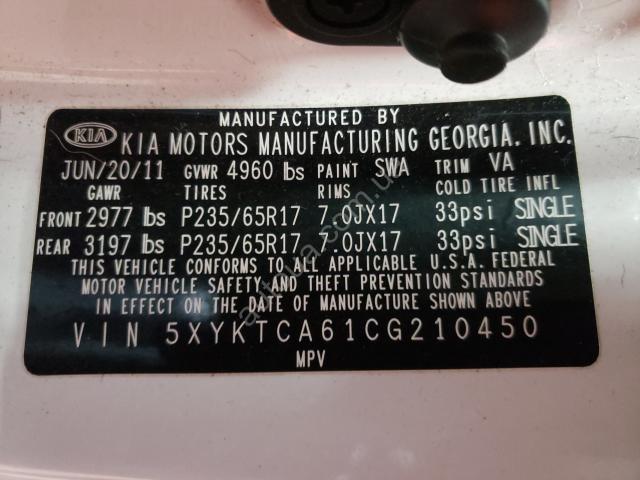 MANUFACTURED BY
KIA KIA MOTORS MANUFACTURING GEORGIA, INC.
JUN/20/11 GVWR 4960 lbs PAINT SWA TRIM VA
GAWR TIRES RIMS COLD TIRE INFL
FRONT 2977 lbs P235/65R17 7.0JX17 33psi SINGLE
REAR 3197 lbs P235/65R17 7.0JX17 33psi SINGLE
THIS VEHICLE CONFORMS TO ALL APPLICABLE U.S.A. FEDERAL
MOTOR VEHICLE SAFETY AND THEFT PREVENTION STANDARDS
IN EFFECT ON THE DATE OF MANUFACTURE SHOWN ABOVE
VIN 5XYKTCA61CG210450
MPV